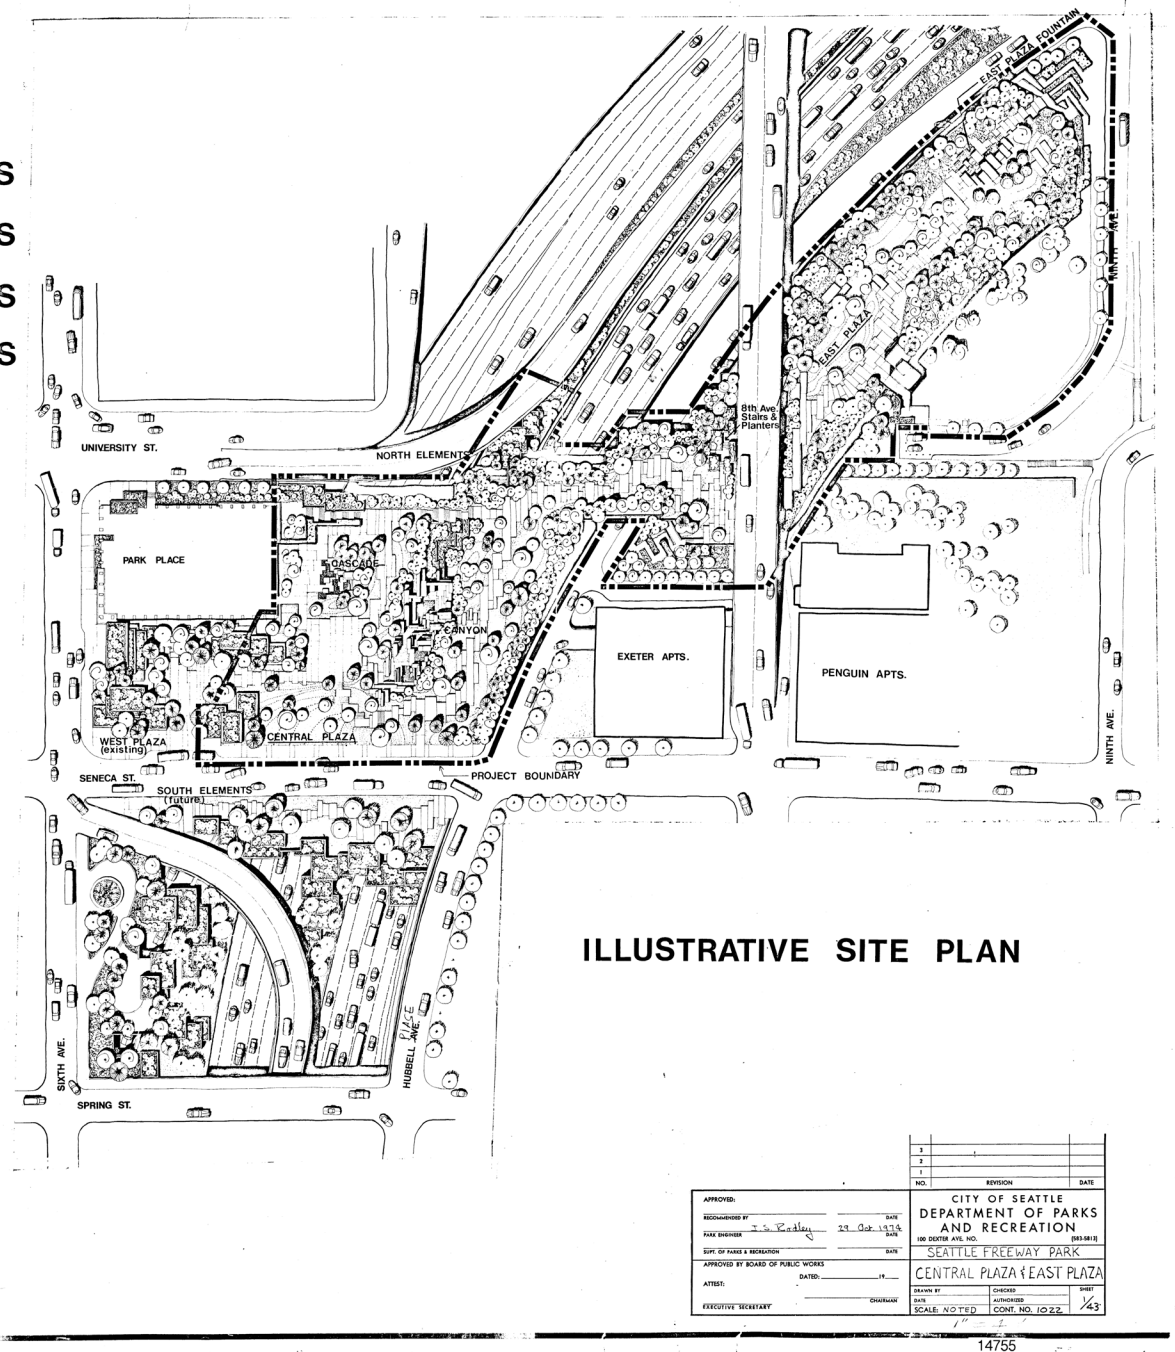 S
S
S
S
EAST PLAZA FOUNTAIN
NINTH AVE.
EAST PLAZA
8th Ave.
Stairs &
Planters
UNIVERSITY ST.
NORTH ELEMENTS
PARK PLACE
CASCADE
CANYON
EXETER APTS.
PENGUIN APTS.
NINTH AVE.
WEST PLAZA
(existing)
CENTRAL PLAZA
PROJECT BOUNDARY
SENECA ST.
SOUTH ELEMENTS
(future)
ILLUSTRATIVE SITE PLAN
SIXTH AVE.
HUBBELL AVE.
PLACE
SPRING ST.
3
2
1
NO. REVISION DATE
APPROVED:
RECOMMENDED BY DATE
29 Oct 1974
PARK ENGINEER DATE
SUPT. OF PARKS & RECREATION DATE
APPROVED BY BOARD OF PUBLIC WORKS
DATED: 19
ATTEST:
CHAIRMAN
EXECUTIVE SECRETARY
CITY OF SEATTLE
DEPARTMENT OF PARKS
AND RECREATION
100 DEXTER AVE. NO. (583-5813)
SEATTLE FREEWAY PARK
CENTRAL PLAZA & EAST PLAZA
DRAWN BY CHECKED SHEET
DATE AUTHORIZED
SCALE: NOTED CONT. NO. 1022 1/43
14755